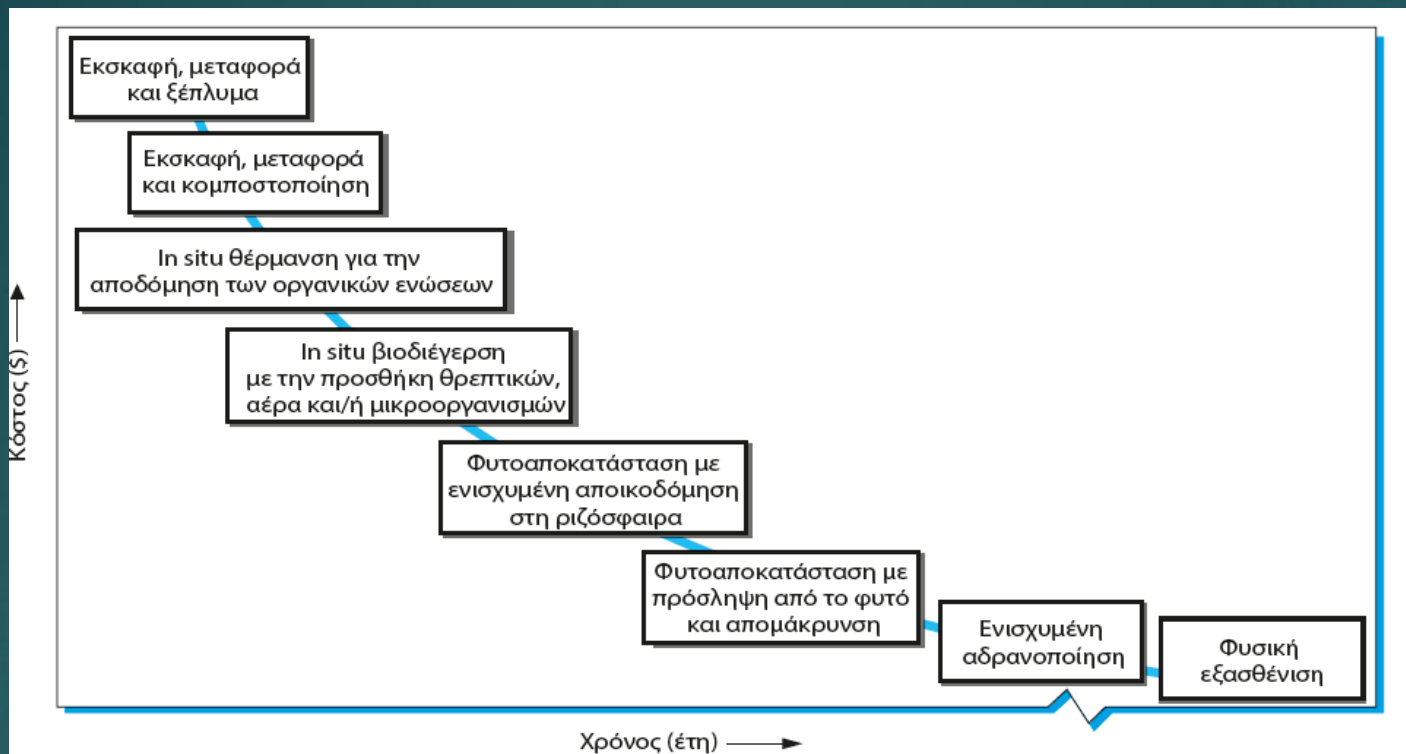 Εκσκαφή, μεταφορά
και ξέπλυμα
Εκσκαφή, μεταφορά
και κομποστοποίηση
In situ θέρμανση για την
αποδόμηση των οργανικών ενώσεων
In situ βιοδιέγερση
με την προσθήκη θρεπτικών,
αέρα και/ή μικροοργανισμών
Φυτοαποκατάσταση με
ενισχυμένη αποικοδόμηση
στη ριζόσφαιρα
Φυτοαποκατάσταση με
πρόσληψη από το φυτό
και απομάκρυνση
Ενισχυμένη
αδρανοποίηση
Φυσική
εξασθένιση
Κόστος ($)
Χρόνος (έτη)